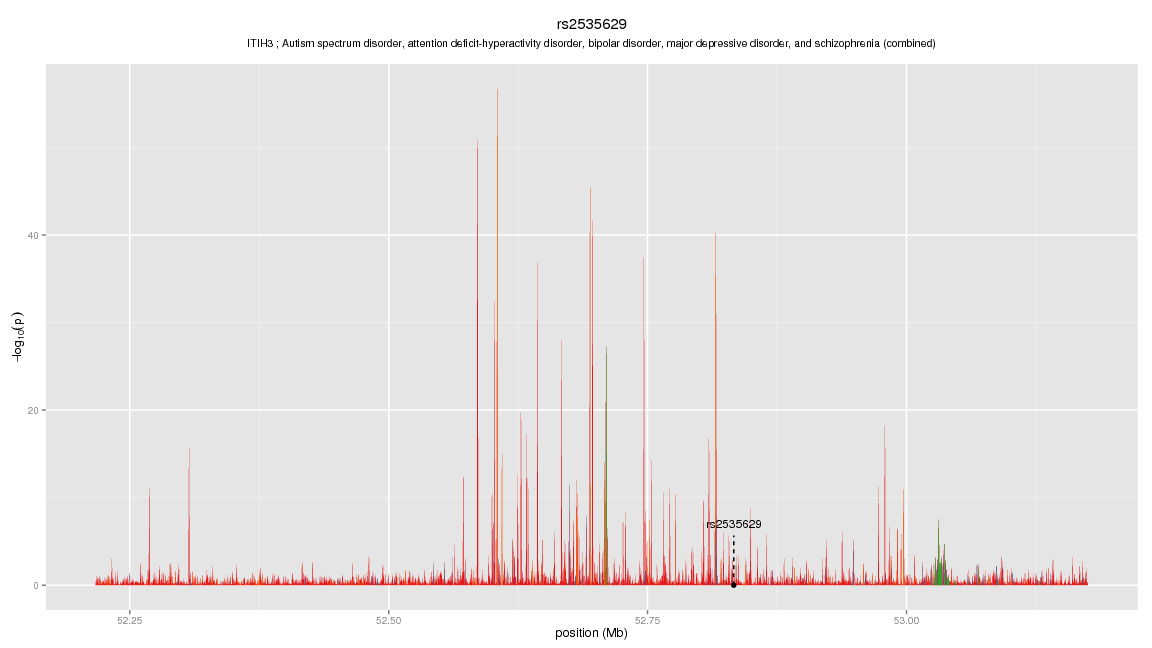 rs2535629
ITIH3 ; Autism spectrum disorder, attention deficit-hyperactivity disorder, bipolar disorder, major depressive disorder, and schizophrenia (combined)
40
20
0
−log10(p)
rs2535629
52.25 52.50 52.75 53.00
position (Mb)